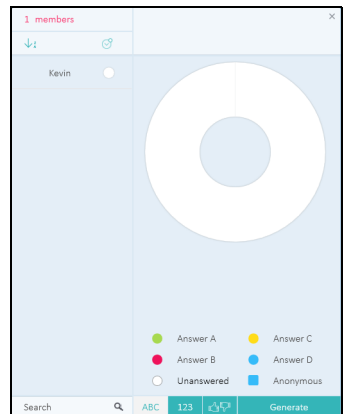 1 members
×
Kevin
Answer A
Answer C
Answer B
Answer D
Unanswered
Anonymous
Search
ABC
123
Generate